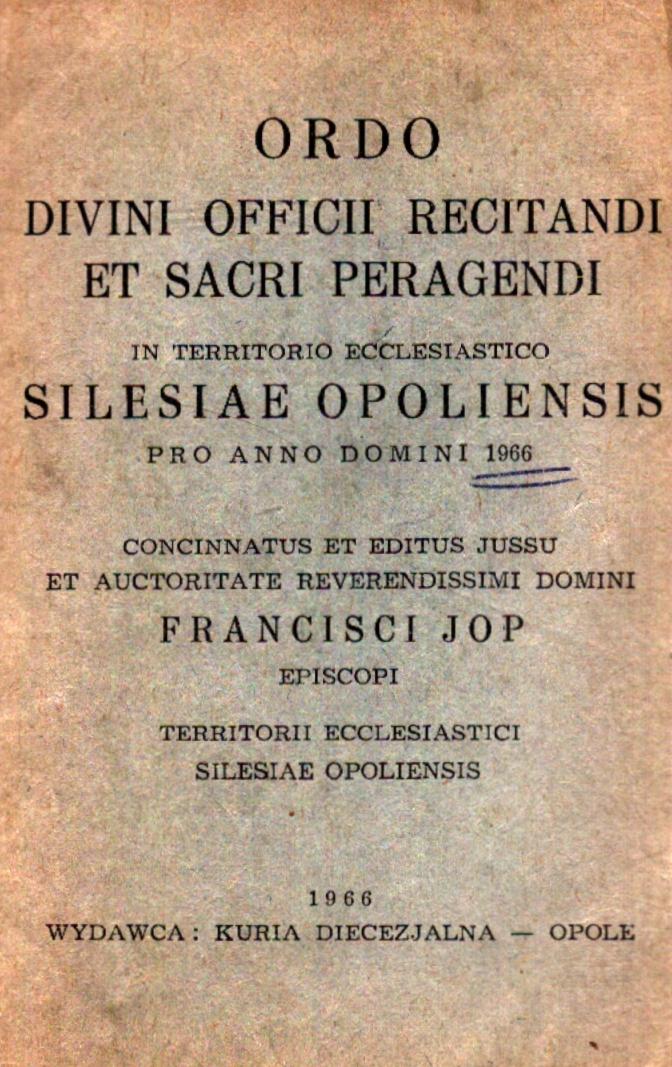 ORDO
DIVINI OFFICII RECITANDI
ET SACRI PERAGENDI
IN TERRITORIO ECCLESIASTICO
SILESIAE OPOLIENSIS
PRO ANNO DOMINI 1966
CONCINNATUS ET EDITUS JUSSU
ET AUCTORITATE REVERENDISSIMI DOMINI
FRANCISCI JOP
EPISCOPI
TERRITORII ECCLESIASTICI
SILESIAE OPOLIENSIS
1966
WYDAWCA: KURIA DIECEZJALNA — OPOLE